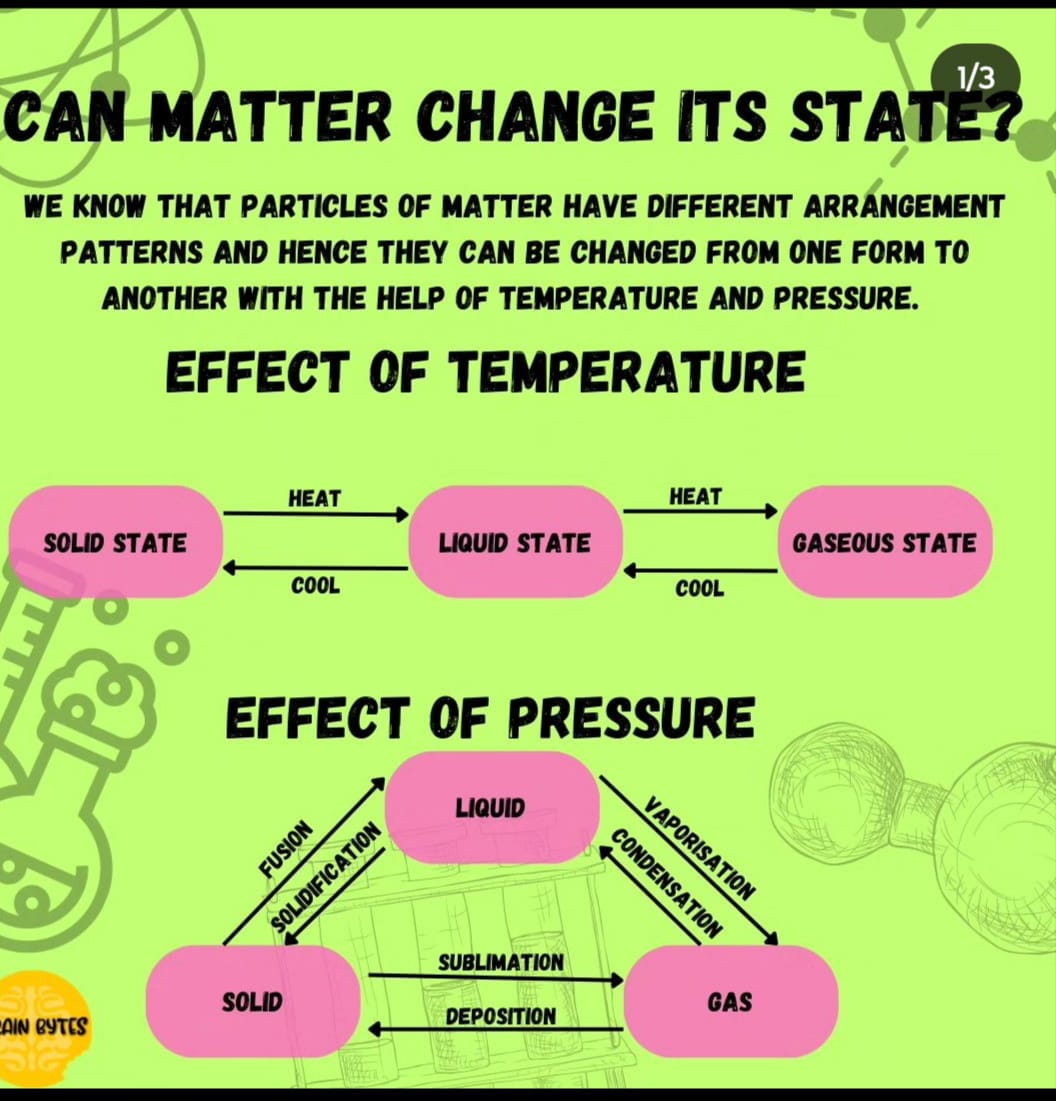 1/3
CAN MATTER CHANGE ITS STATE?
WE KNOW THAT PARTICLES OF MATTER HAVE DIFFERENT ARRANGEMENT
PATTERNS AND HENCE THEY CAN BE CHANGED FROM ONE FORM TO
ANOTHER WITH THE HELP OF TEMPERATURE AND PRESSURE.
EFFECT OF TEMPERATURE
HEAT
HEAT
SOLID STATE
LIQUID STATE
GASEOUS STATE
COOL
COOL
EFFECT OF PRESSURE
LIQUID
FUSION
SOLIDIFICATION
VAPORISATION
CONDENSATION
SUBLIMATION
SOLID
GAS
DEPOSITION
AIN BYTES